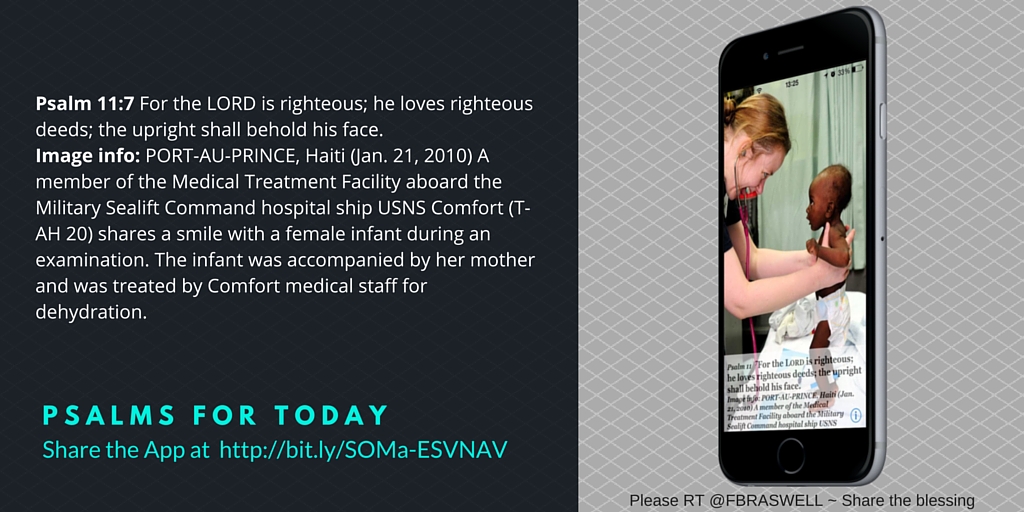 Psalm 11:7 For the LORD is righteous; he loves righteous
deeds; the upright shall behold his face.
Image info: PORT-AU-PRINCE, Haiti (Jan. 21, 2010) A
member of the Medical Treatment Facility aboard the
Military Sealift Command hospital ship USNS Comfort (T-
AH 20) shares a smile with a female infant during an
examination. The infant was accompanied by her mother
and was treated by Comfort medical staff for
dehydration.
PSALMS FOR TODAY
Share the App at http://bit.ly/SOMa-ESVNAV
13:25 33%
Psalm 11 7For the LORD is righteous;
he loves righteous deeds; the upright
shall behold his face.
Image info: PORT-AU-PRINCE, Haiti (Jan.
21, 2010) A member of the Medical
Treatment Facility aboard the Military
Sealift Command hospital ship USNS
Please RT @FBRASWELL ~ Share the blessing